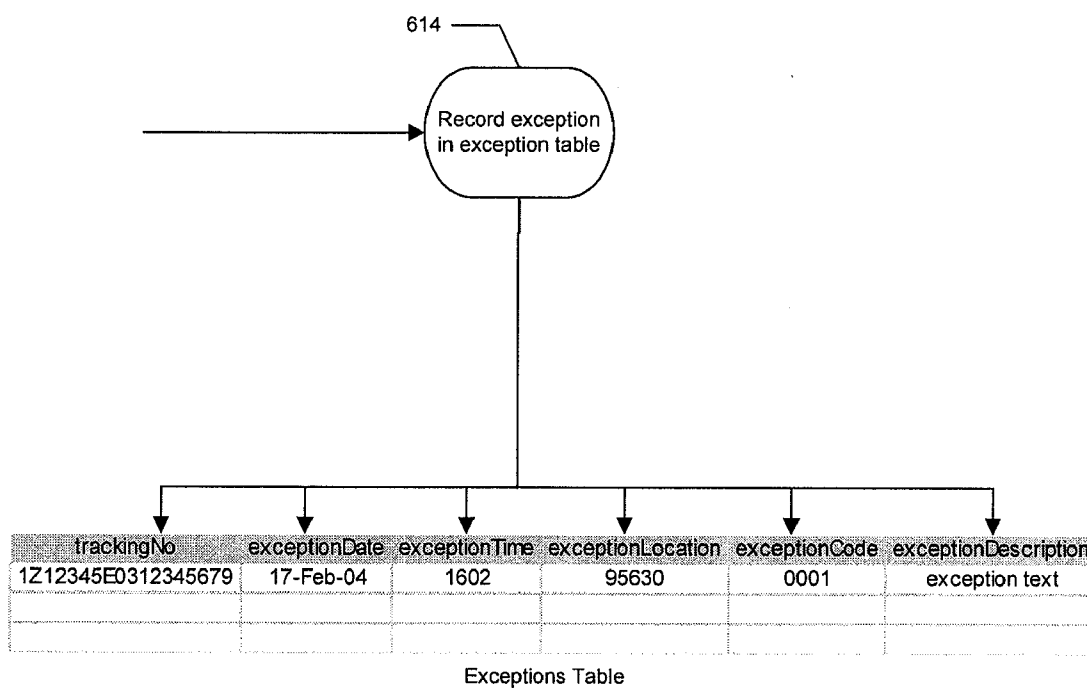 614
Record exception
in exception table
trackingNo exceptionDate exceptionTime exceptionLocation exceptionCode exceptionDescription
1Z12345E0312345679 17-Feb-04 1602 95630 0001 exception text
Exceptions Table